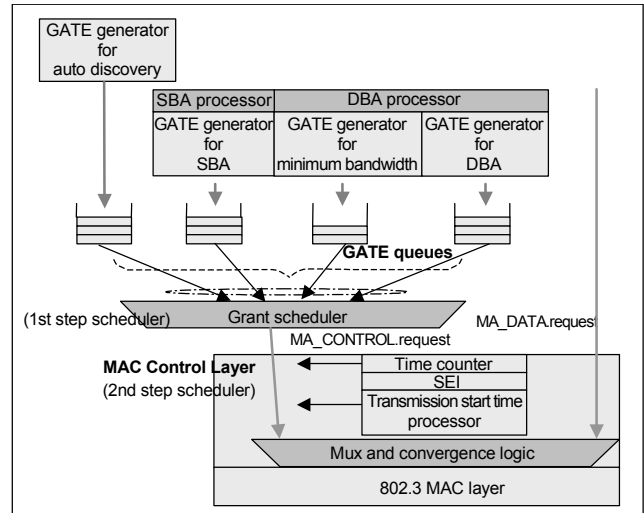 GATE generator
for
auto discovery
SBA processor
DBA processor
GATE generator
for
SBA
GATE generator
for
minimum bandwidth
GATE generator
for
DBA
GATE queues
(1st step scheduler)
Grant scheduler
MA_DATA.request
MA_CONTROL.request
MAC Control Layer
(2nd step scheduler)
Time counter
SEI
Transmission start time
processor
Mux and convergence logic
802.3 MAC layer